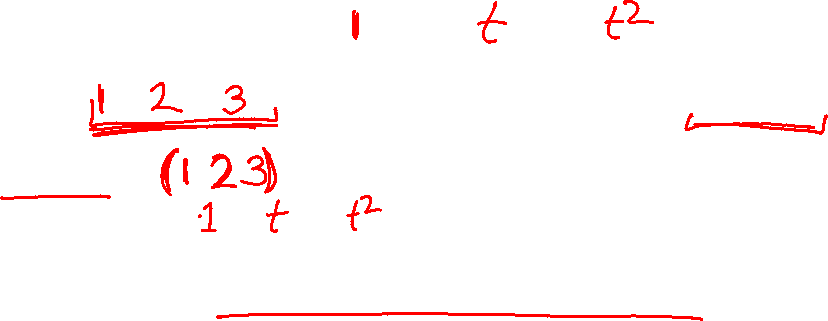 1 t t²
1 2 3
(1 2 3)
1 t t²